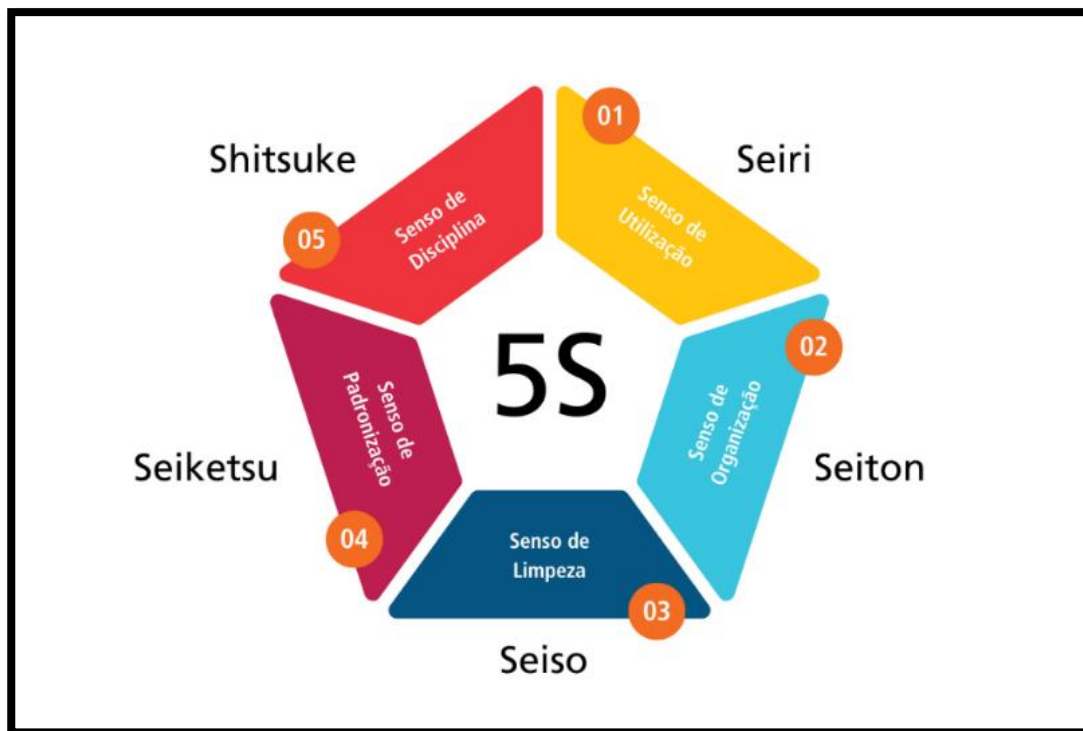 01
Seiri
Senso de
Utilização
02
Seiton
Senso de
Organização
03
Seiso
Senso de
Limpeza
04
Seiketsu
Senso de
Padronização
05
Shitsuke
Senso de
Disciplina
5S